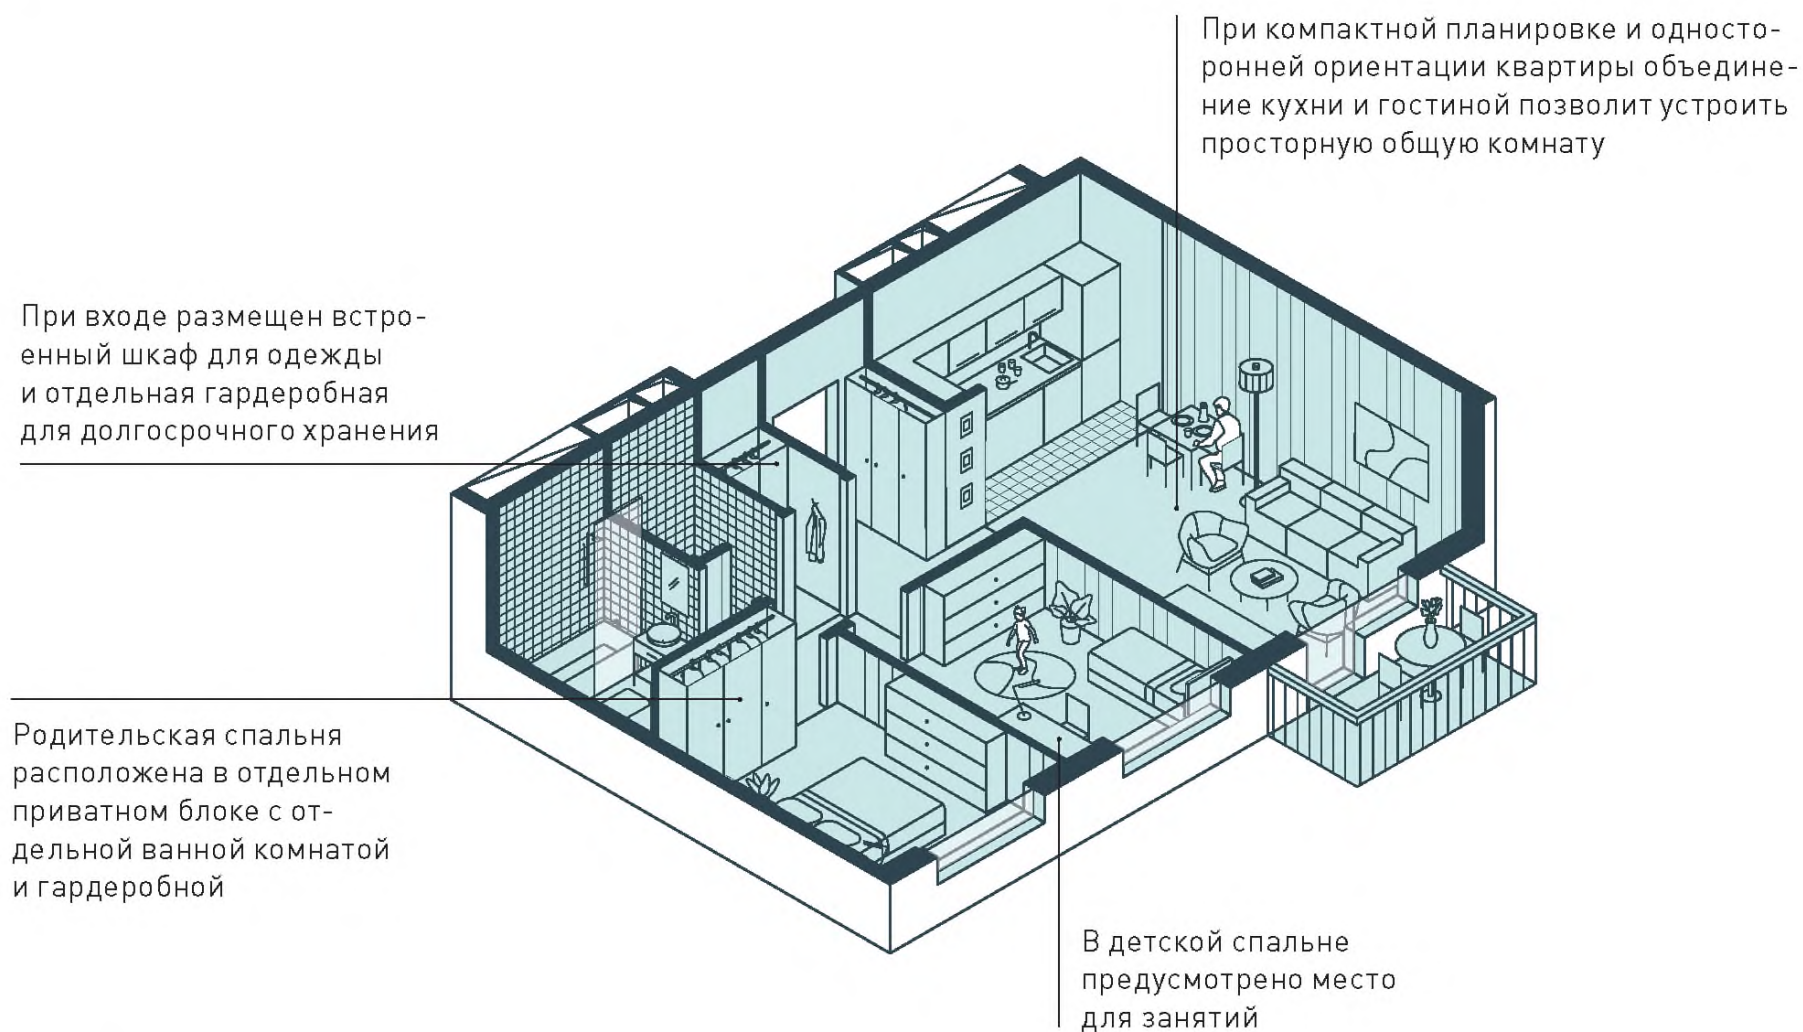 При компактной планировке и односто-
ронней ориентации квартиры объедине-
ние кухни и гостиной позволит устроить
просторную общую комнату
При входе размещен встро-
енный шкаф для одежды
и отдельная гардеробная
для долгосрочного хранения
Родительская спальня
расположена в отдельном
приватном блоке с от-
дельной ванной комнатой
и гардеробной
В детской спальне
предусмотрено место
для занятий